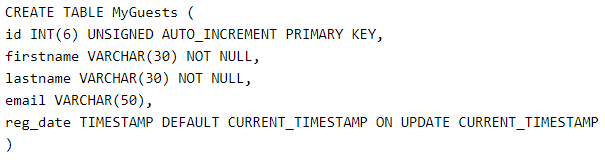 CREATE TABLE MyGuests (
id INT(6) UNSIGNED AUTO_INCREMENT PRIMARY KEY,
firstname VARCHAR(30) NOT NULL,
lastname VARCHAR(30) NOT NULL,
email VARCHAR(50),
reg_date TIMESTAMP DEFAULT CURRENT_TIMESTAMP ON UPDATE CURRENT_TIMESTAMP
)